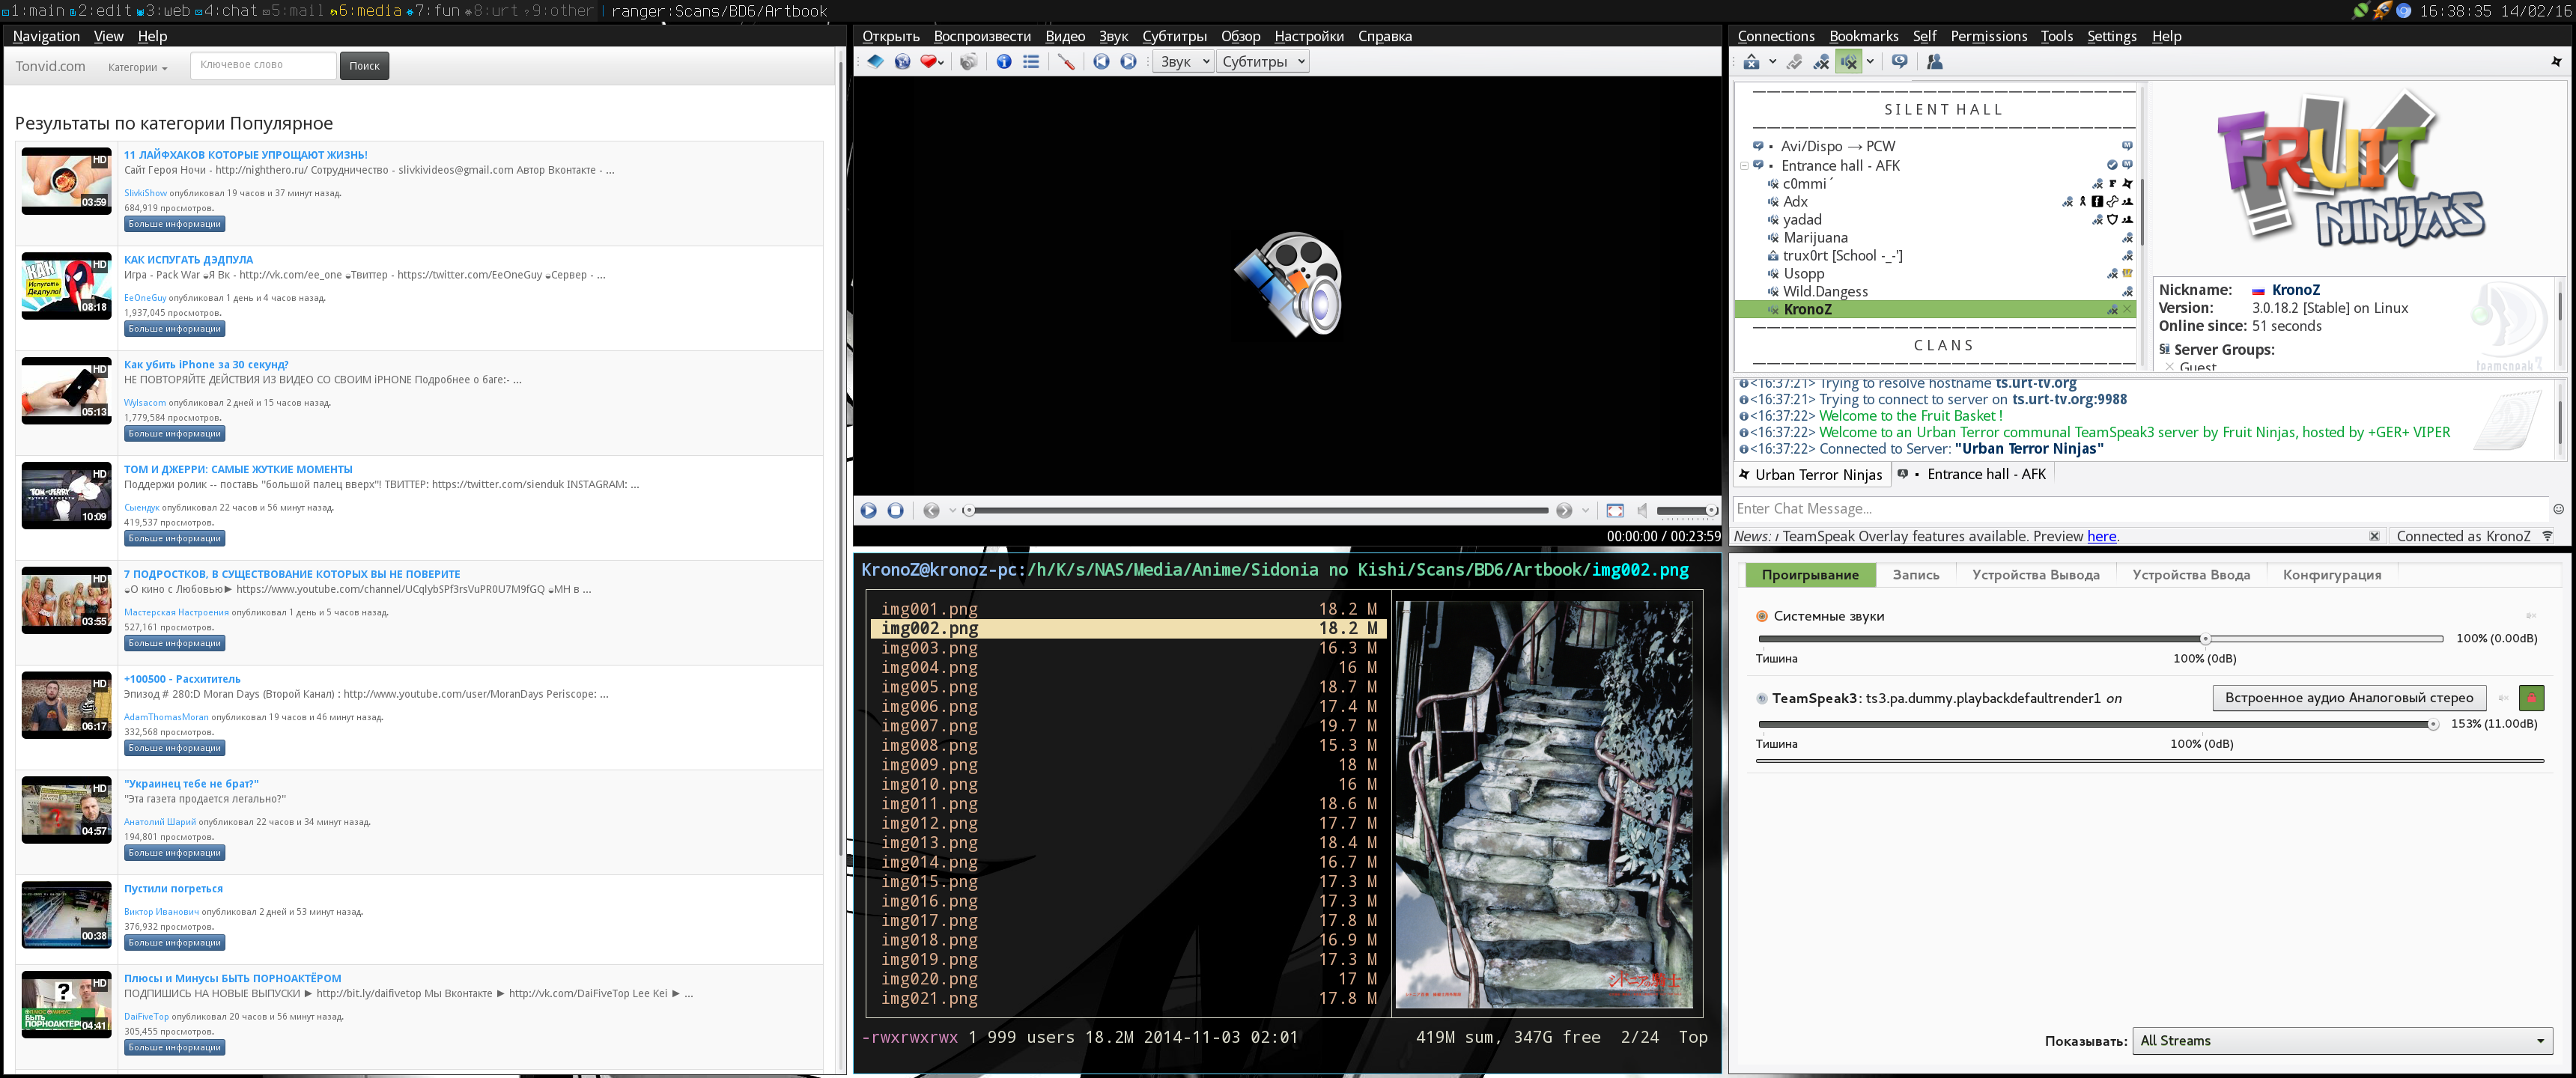 1:main 2:edit 3:web 4:chat 5:mail 6:media 7:fun 8:urt 9:other ranger:Scans/BD6/Artbook 16:38:35 14/02/16
Navigation View Help
Tonvid.com Категории Ключевое слово Поиск
Результаты по категории Популярное
HD 03:59
11 ЛАЙФХАКОВ КОТОРЫЕ УПРОЩАЮТ ЖИЗНЬ!
Сайт Героя Ночи - http://nighthero.ru/ Сотрудничество - slivkivideos@gmail.com Автор Вконтакте - ...
SlivkiShow опубликовал 19 часов и 37 минут назад.
684,919 просмотров.
Больше информации
КАК Испугать Дедпула! HD 08:18
КАК ИСПУГАТЬ ДЭДПУЛА
Игра - Pack War Я Вк - http://vk.com/ee_one Твиттер - https://twitter.com/EeOneGuy Сервер - ...
EeOneGuy опубликовал 1 день и 4 часов назад.
1,937,045 просмотров.
Больше информации
HD 05:13
Как убить iPhone за 30 секунд?
НЕ ПОВТОРЯЙТЕ ДЕЙСТВИЯ ИЗ ВИДЕО СО СВОИМ iPHONE Подробнее о баге:- ...
Wylsacom опубликовал 2 дней и 15 часов назад.
1,779,584 просмотров.
Больше информации
HD 10:09
ТОМ И ДЖЕРРИ: САМЫЕ ЖУТКИЕ МОМЕНТЫ
Поддержи ролик -- поставь "большой палец вверх"! ТВИТТЕР: https://twitter.com/sienduk INSTAGRAM: ...
Сыендук опубликовал 22 часов и 56 минут назад.
419,537 просмотров.
Больше информации
HD 03:55
7 ПОДРОСТКОВ, В СУЩЕСТВОВАНИЕ КОТОРЫХ ВЫ НЕ ПОВЕРИТЕ
О кино с Любовью► https://www.youtube.com/channel/UCqlybSPf3rsVuPR0U7M9fGQ МН в ...
Мастерская Настроения опубликовал 1 день и 5 часов назад.
527,161 просмотров.
Больше информации
HD 06:17
+100500 - Расхититель
Эпизод # 280:D Moran Days (Второй Канал) : http://www.youtube.com/user/MoranDays Periscope: ...
AdamThomasMoran опубликовал 19 часов и 46 минут назад.
332,568 просмотров.
Больше информации
HD ? 04:57
"Украинец тебе не брат?"
"Эта газета продается легально?"
Анатолий Шарий опубликовал 22 часов и 34 минут назад.
194,801 просмотров.
Больше информации
00:38
Пустили погреться
Виктор Иванович опубликовал 2 дней и 53 минут назад.
376,932 просмотров.
Больше информации
? HD БЫТЬ 04:41
Плюсы и Минусы БЫТЬ ПОРНОАКТЁРОМ
ПОДПИШИСЬ НА НОВЫЕ ВЫПУСКИ ► http://bit.ly/daifivetop Мы Вконтакте ► http://vk.com/DaiFiveTop Lee Kei ► ...
DaiFiveTop опубликовал 20 часов и 56 минут назад.
305,455 просмотров.
Больше информации
Открыть Воспроизвести Видео Звук Субтитры Обзор Настройки Справка
Звук Субтитры
00:00:00 / 00:23:59
KronoZ@kronoz-pc:/h/K/s/NAS/Media/Anime/Sidonia no Kishi/Scans/BD6/Artbook/img002.png
img001.png 18.2 M
img002.png 18.2 M
img003.png 16.3 M
img004.png 16 M
img005.png 18.7 M
img006.png 17.4 M
img007.png 19.7 M
img008.png 15.3 M
img009.png 18 M
img010.png 16 M
img011.png 18.6 M
img012.png 17.7 M
img013.png 18.4 M
img014.png 16.7 M
img015.png 17.3 M
img016.png 17.3 M
img017.png 17.8 M
img018.png 16.9 M
img019.png 17.3 M
img020.png 17 M
img021.png 17.8 M
シドニアの騎士
-rwxrwxrwx 1 999 users 18.2M 2014-11-03 02:01 419M sum, 347G free 2/24 Top
Connections Bookmarks Self Permissions Tools Settings Help
SILENT HALL
• Avi/Dispo → PCW
• Entrance hall - AFK
c0mmi´
Adx
yadad
Marijuana
trux0rt [School -_-']
Usopp
Wild.Dangess
KronoZ
CLANS
FRUIT NINJAS
Nickname: KronoZ
Version: 3.0.18.2 [Stable] on Linux
Online since: 51 seconds
Server Groups:
Guest
teamspeak 3
<16:37:21> Trying to resolve hostname ts.urt-tv.org
<16:37:21> Trying to connect to server on ts.urt-tv.org:9988
<16:37:22> Welcome to the Fruit Basket !
<16:37:22> Welcome to an Urban Terror communal TeamSpeak3 server by Fruit Ninjas, hosted by +GER+ VIPER
<16:37:22> Connected to Server: "Urban Terror Ninjas"
Urban Terror Ninjas • Entrance hall - AFK
Enter Chat Message...
News: TeamSpeak Overlay features available. Preview here. Connected as KronoZ
Проигрывание Запись Устройства Вывода Устройства Ввода Конфигурация
Системные звуки
100% (0.00dB)
Тишина 100% (0dB)
TeamSpeak3: ts3.pa.dummy.playbackdefaultrender1 on Встроенное аудио Аналоговый стерео
153% (11.00dB)
Тишина 100% (0dB)
Показывать: All Streams